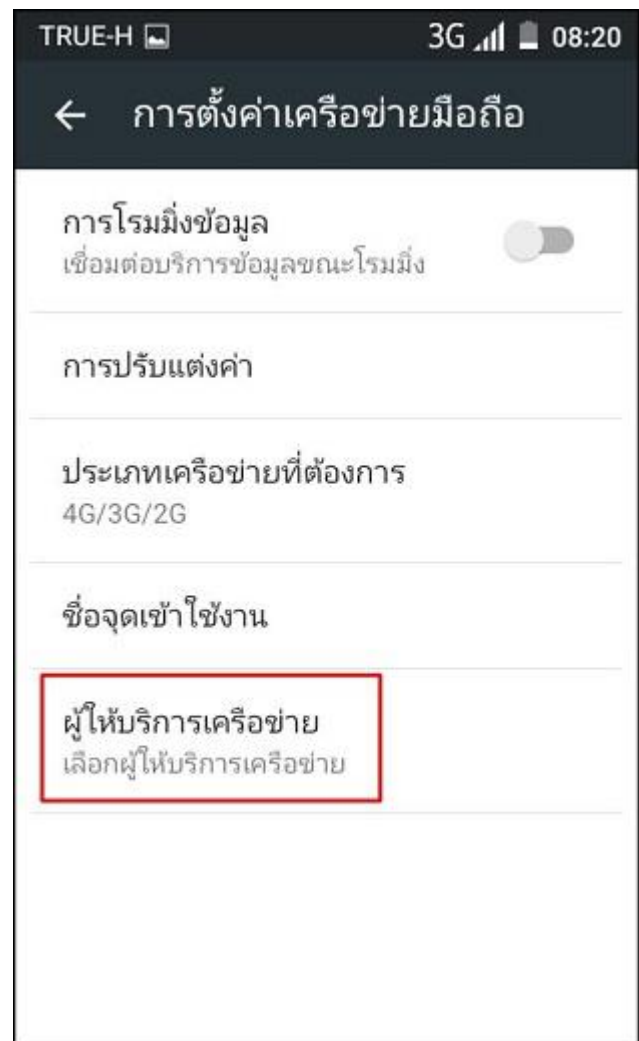 TRUE-H 3G 08:20
การตั้งค่าเครือข่ายมือถือ
การโรมมิ่งข้อมูล
เชื่อมต่อบริการข้อมูลขณะโรมมิ่ง
การปรับแต่งค่า
ประเภทเครือข่ายที่ต้องการ
4G/3G/2G
ชื่อจุดเข้าใช้งาน
ผู้ให้บริการเครือข่าย
เลือกผู้ให้บริการเครือข่าย